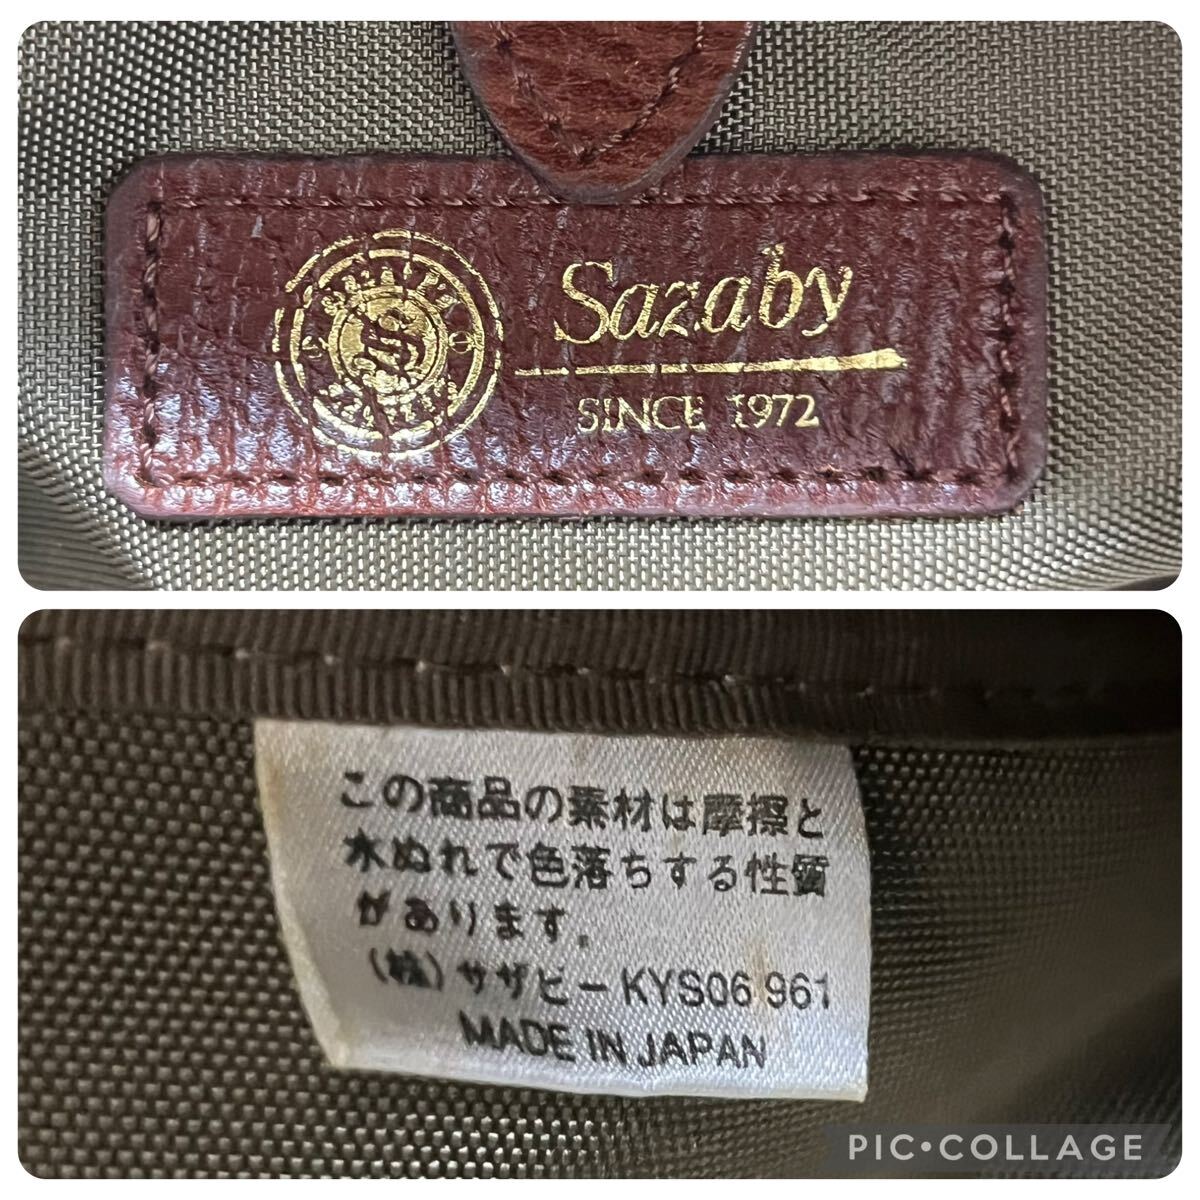 Sazaby
SINCE 1972
S
この商品の素材は摩擦と
水ぬれで色落ちする性質
があります。
(株)サザビー KYS06 961
MADE IN JAPAN
PIC•COLLAGE